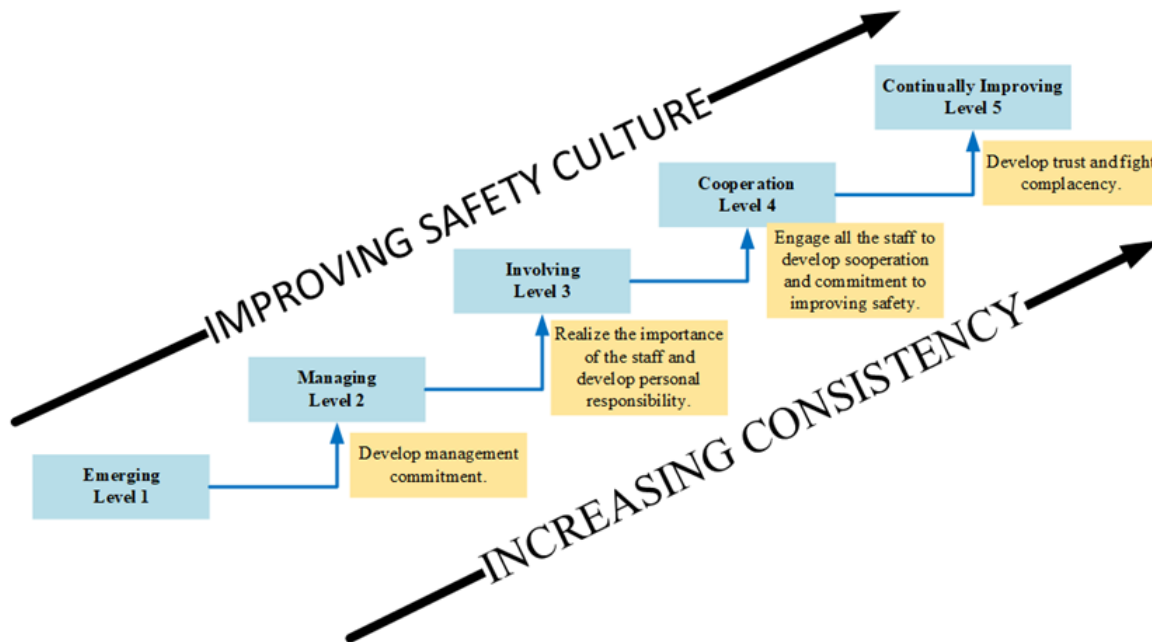 IMPROVING SAFETY CULTURE
Continually Improving
Level 5
Develop trust and fight
complacency.
Cooperation
Level 4
Engage all the staff to
develop sooperation
and commitment to
improving safety.
Involving
Level 3
Realize the importance
of the staff and
develop personal
responsibility.
Managing
Level 2
Develop management
commitment.
Emerging
Level 1
INCREASING CONSISTENCY